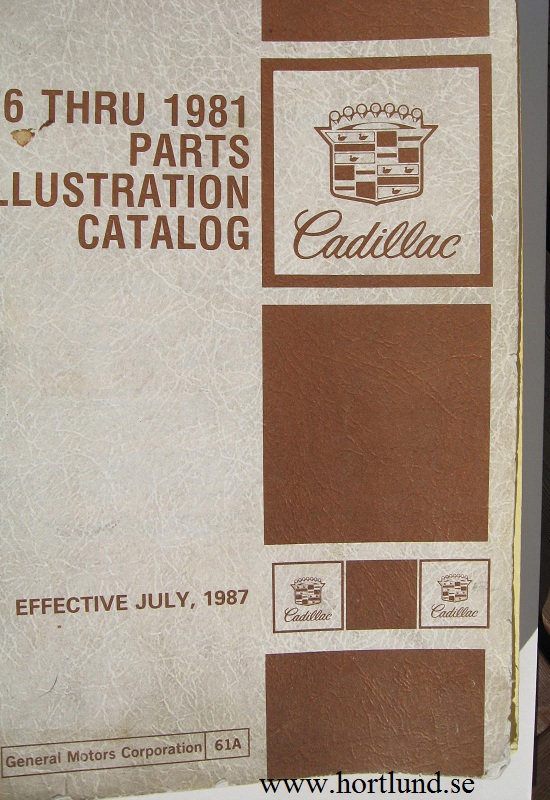 6 THRU 1981
PARTS
LLUSTRATION
CATALOG
Cadillac
EFFECTIVE JULY, 1987
Cadillac
Cadillac
General Motors Corporation 61A
www.hortlund.se